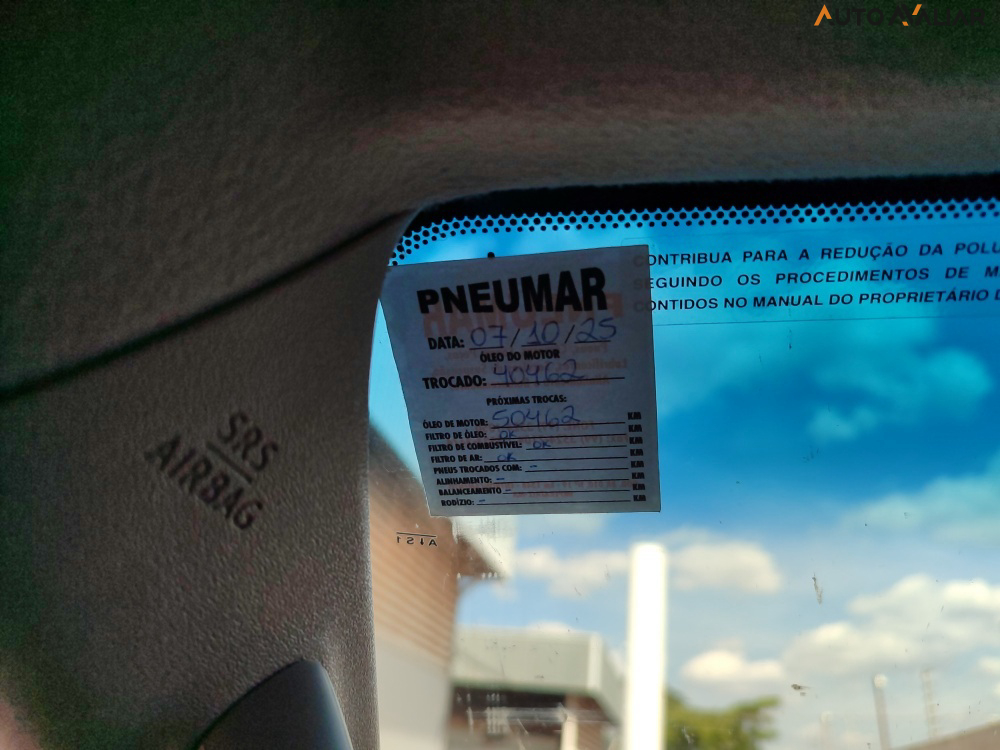 AUTO AVALIAR
CONTRIBUA PARA A REDUÇÃO DA POLU
SEGUINDO OS PROCEDIMENTOS DE M
CONTIDOS NO MANUAL DO PROPRIETÁRIO D
PNEUMAR
DATA: 07/10/25
ÓLEO DO MOTOR
TROCADO: 40462
PRÓXIMAS TROCAS:
ÓLEO DE MOTOR: 50462 KM
FILTRO DE ÓLEO: OK KM
FILTRO DE COMBUSTÍVEL: OK KM
FILTRO DE AR: OK KM
PNEUS TROCADOS COM: - KM
ALINHAMENTO: - KM
BALANCEAMENTO - KM
RODÍZIO: - KM
SRS
AIRBAG
AIS1